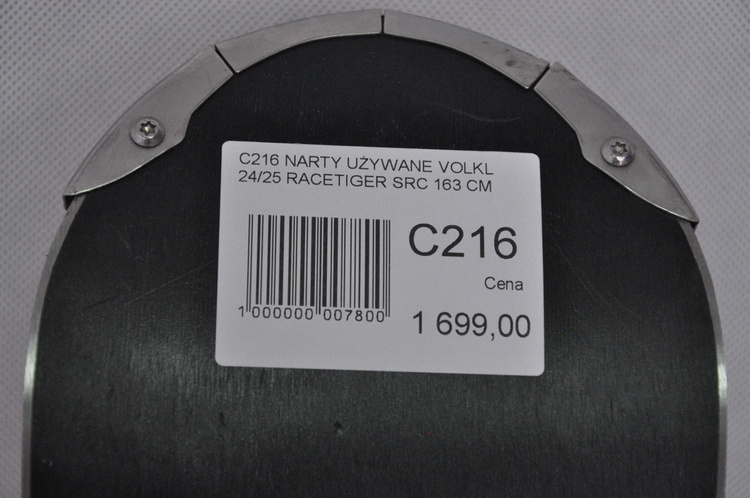 C216 NARTY UŻYWANE VOLKL
24/25 RACETIGER SRC 163 CM
C216
Cena
1 699,00
1 000000 007800